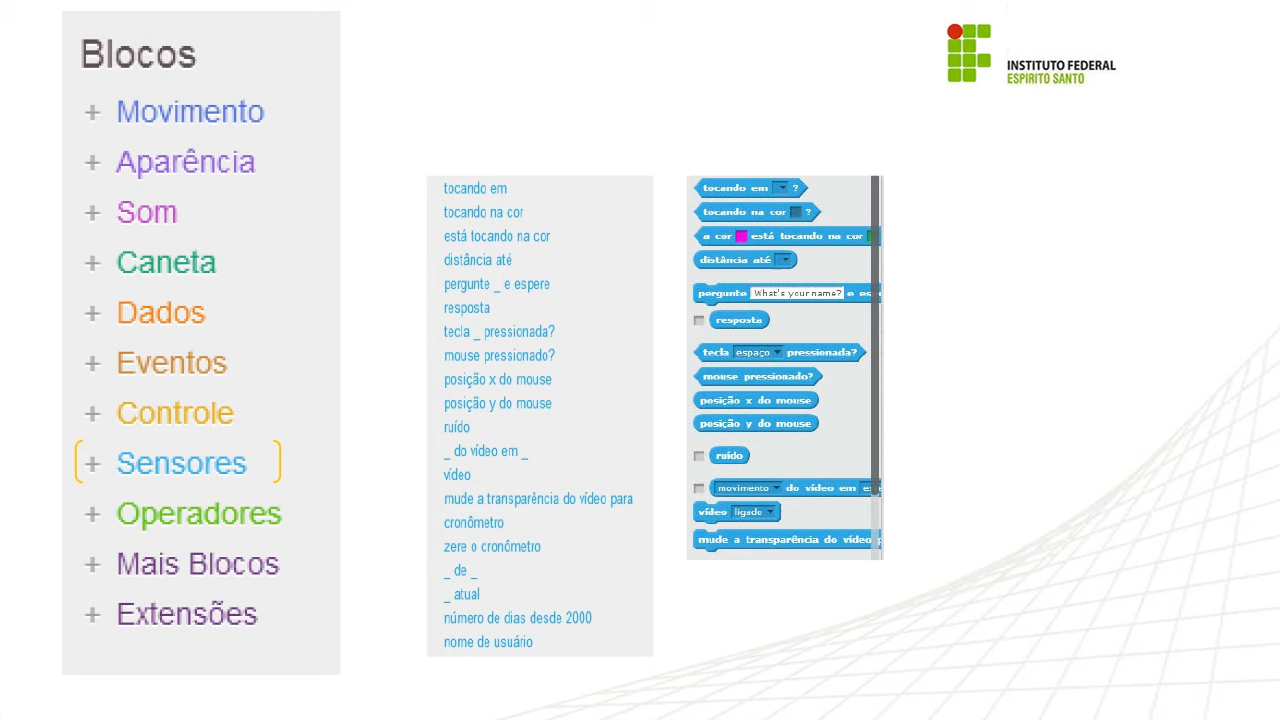 Blocos
+ Movimento
+ Aparência
+ Som
+ Caneta
+ Dados
+ Eventos
+ Controle
+ Sensores
+ Operadores
+ Mais Blocos
+ Extensões
INSTITUTO FEDERAL
ESPIRITO SANTO
tocando em
tocando na cor
está tocando na cor
distância até
pergunte _ e espere
resposta
tecla _ pressionada?
mouse pressionado?
posição x do mouse
posição y do mouse
ruído
_ do vídeo em _
vídeo
mude a transparência do vídeo para
cronômetro
zere o cronômetro
_ de _
_ atual
número de dias desde 2000
nome de usuário
tocando em ?
tocando na cor ?
a cor está tocando na cor
distância até
pergunte What's your name? e es
resposta
tecla espaço pressionada?
mouse pressionado?
posição x do mouse
posição y do mouse
ruído
movimento do vídeo em
vídeo ligado
mude a transparência do vídeo